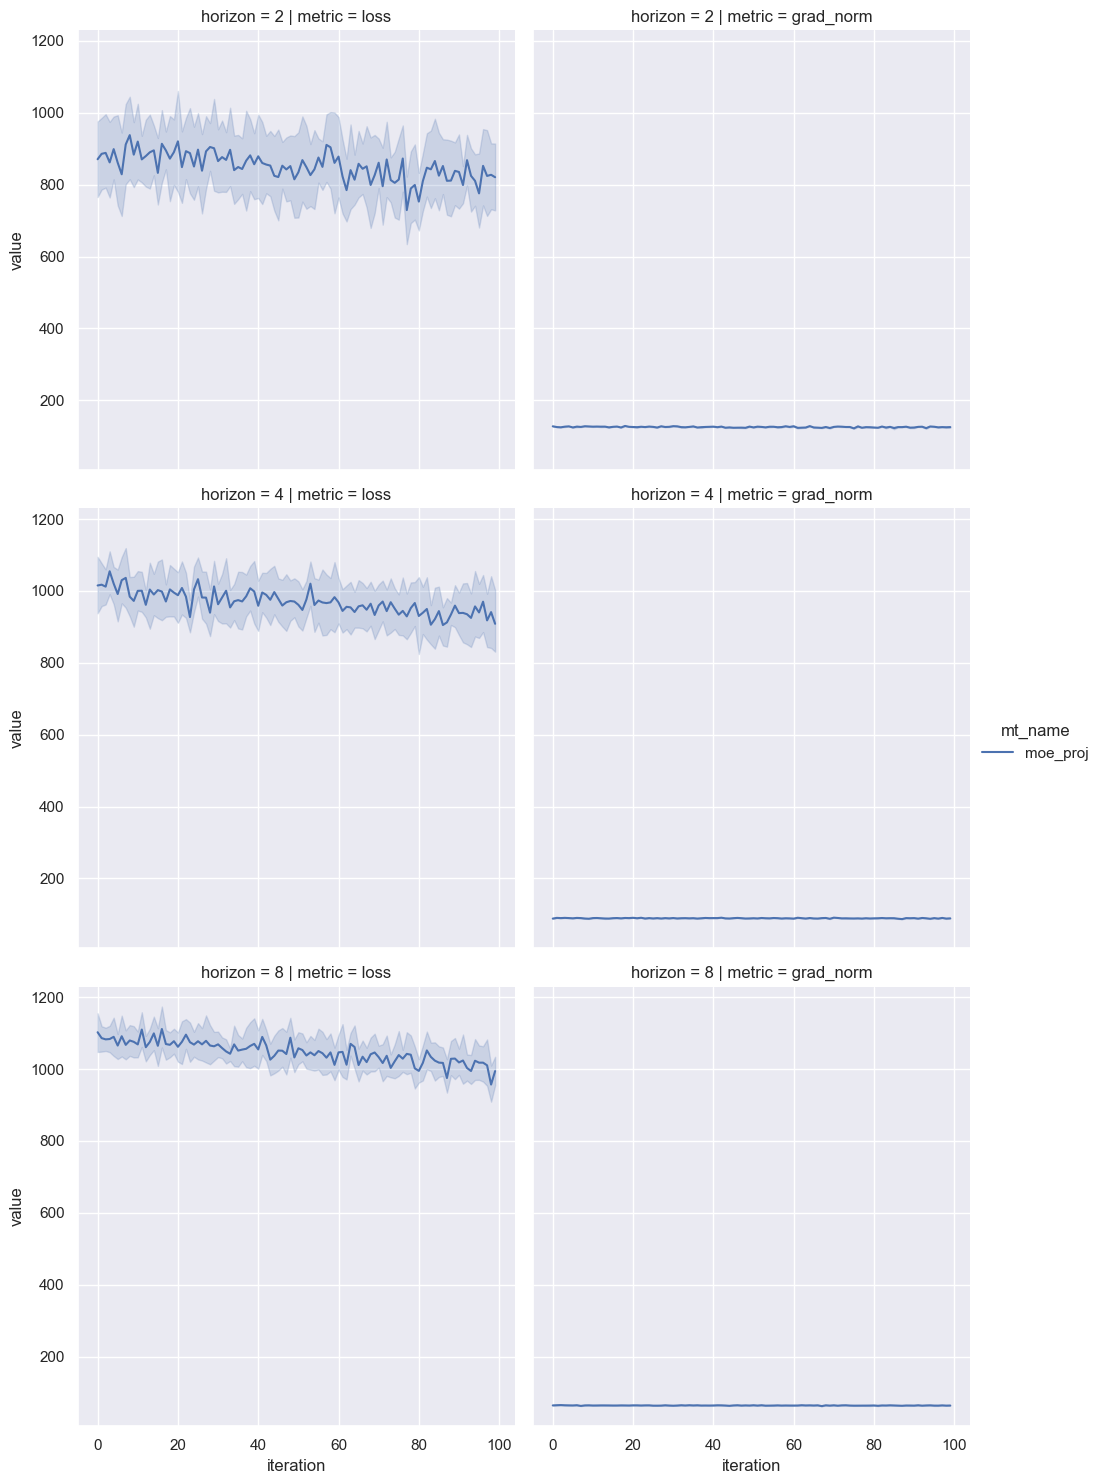 horizon = 2 | metric = loss
horizon = 2 | metric = grad_norm
1200
1000
800
600
400
200
value
horizon = 4 | metric = loss
horizon = 4 | metric = grad_norm
1200
1000
800
600
400
200
value
mt_name
moe_proj
horizon = 8 | metric = loss
horizon = 8 | metric = grad_norm
1200
1000
800
600
400
200
value
0 20 40 60 80 100
0 20 40 60 80 100
iteration
iteration